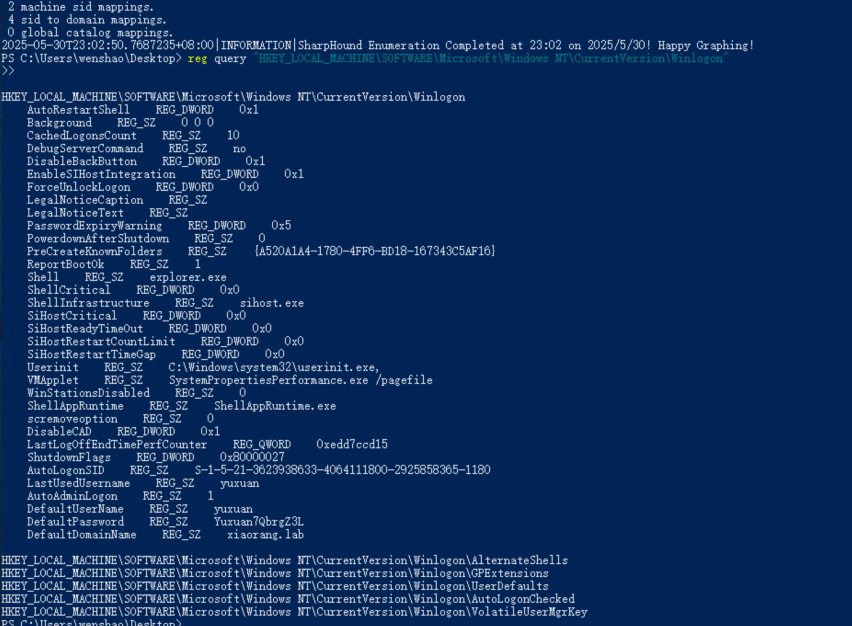 2 machine sid mappings.
4 sid to domain mappings.
0 global catalog mappings.
2025-05-30T23:02:50.7687235+08:00|INFORMATION|SharpHound Enumeration Completed at 23:02 on 2025/5/30! Happy Graphing!
PS C:\Users\wenshao\Desktop> reg query "HKEY_LOCAL_MACHINE\SOFTWARE\Microsoft\Windows NT\CurrentVersion\Winlogon"
>>
HKEY_LOCAL_MACHINE\SOFTWARE\Microsoft\Windows NT\CurrentVersion\Winlogon
AutoRestartShell    REG_DWORD    0x1
Background    REG_SZ    0 0 0
CachedLogonsCount    REG_SZ    10
DebugServerCommand    REG_SZ    no
DisableBackButton    REG_DWORD    0x1
EnableSIHostIntegration    REG_DWORD    0x1
ForceUnlockLogon    REG_DWORD    0x0
LegalNoticeCaption    REG_SZ
LegalNoticeText    REG_SZ
PasswordExpiryWarning    REG_DWORD    0x5
PowerdownAfterShutdown    REG_SZ    0
PreCreateKnownFolders    REG_SZ    {A520A1A4-1780-4FF6-BD18-167343C5AF16}
ReportBootOk    REG_SZ    1
Shell    REG_SZ    explorer.exe
ShellCritical    REG_DWORD    0x0
ShellInfrastructure    REG_SZ    sihost.exe
SiHostCritical    REG_DWORD    0x0
SiHostReadyTimeOut    REG_DWORD    0x0
SiHostRestartCountLimit    REG_DWORD    0x0
SiHostRestartTimeGap    REG_DWORD    0x0
Userinit    REG_SZ    C:\Windows\system32\userinit.exe,
VMApplet    REG_SZ    SystemPropertiesPerformance.exe /pagefile
WinStationsDisabled    REG_SZ    0
ShellAppRuntime    REG_SZ    ShellAppRuntime.exe
scremoveoption    REG_SZ    0
DisableCAD    REG_DWORD    0x1
LastLogOffEndTimePerfCounter    REG_QWORD    0xedd7ccd15
ShutdownFlags    REG_DWORD    0x80000027
AutoLogonSID    REG_SZ    S-1-5-21-3623938633-4064111800-2925858365-1180
LastUsedUsername    REG_SZ    yuxuan
AutoAdminLogon    REG_SZ    1
DefaultUserName    REG_SZ    yuxuan
DefaultPassword    REG_SZ    Yuxuan7QbrgZ3L
DefaultDomainName    REG_SZ    xiaorang.lab
HKEY_LOCAL_MACHINE\SOFTWARE\Microsoft\Windows NT\CurrentVersion\Winlogon\AlternateShells
HKEY_LOCAL_MACHINE\SOFTWARE\Microsoft\Windows NT\CurrentVersion\Winlogon\GPExtensions
HKEY_LOCAL_MACHINE\SOFTWARE\Microsoft\Windows NT\CurrentVersion\Winlogon\UserDefaults
HKEY_LOCAL_MACHINE\SOFTWARE\Microsoft\Windows NT\CurrentVersion\Winlogon\AutoLogonChecked
HKEY_LOCAL_MACHINE\SOFTWARE\Microsoft\Windows NT\CurrentVersion\Winlogon\VolatileUserMgrKey
PS C:\Users\wenshao\Desktop>